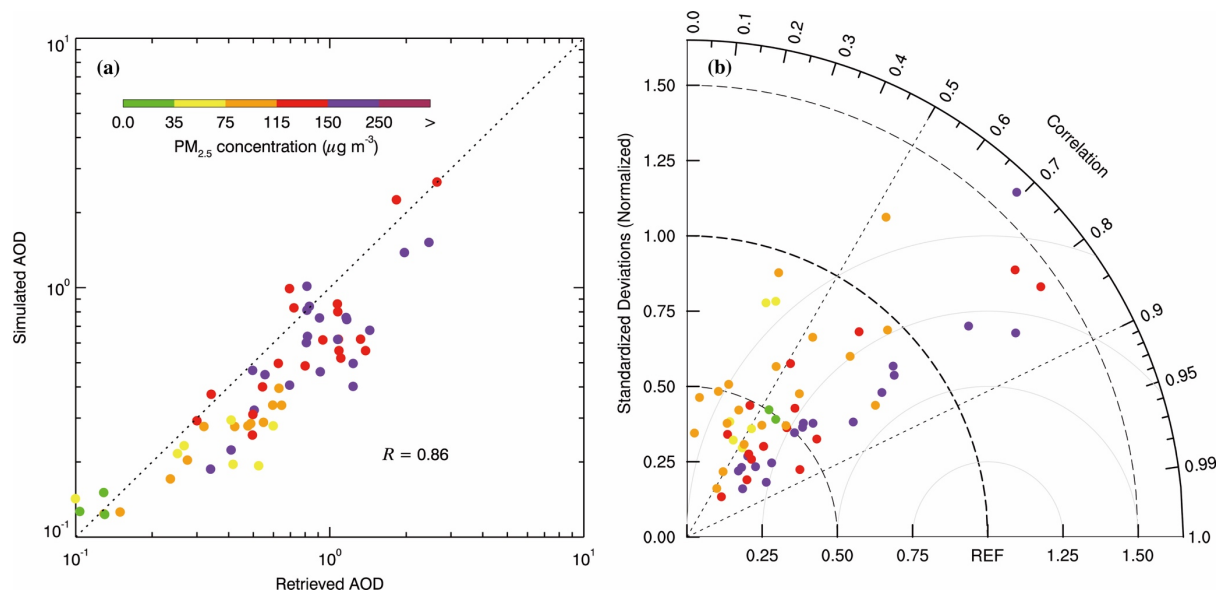 (a)
10¹
10⁰
10⁻¹
Simulated AOD
0.0 35 75 115 150 250 >
PM₂.₅ concentration (μg m⁻³)
R = 0.86
10⁻¹ 10⁰ 10¹
Retrieved AOD
(b)
0.0 0.1 0.2 0.3 0.4 0.5 0.6 0.7 0.8 0.9 0.95 0.99 1.0
Correlation
1.50
1.25
1.00
0.75
0.50
0.25
0.00
Standardized Deviations (Normalized)
0.25 0.50 0.75 REF 1.25 1.50